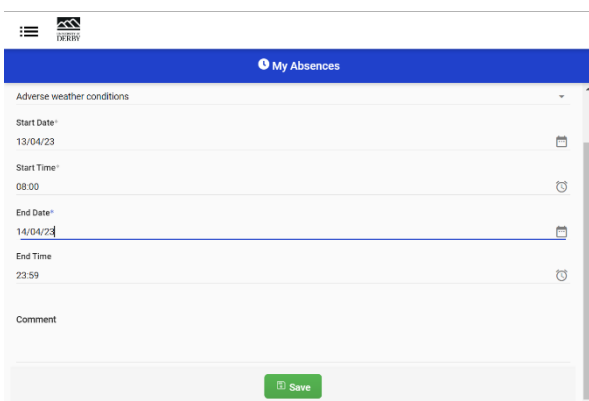 DERBY
My Absences
Adverse weather conditions
Start Date*
13/04/23
Start Time*
08:00
End Date*
14/04/23
End Time
23:59
Comment
Save